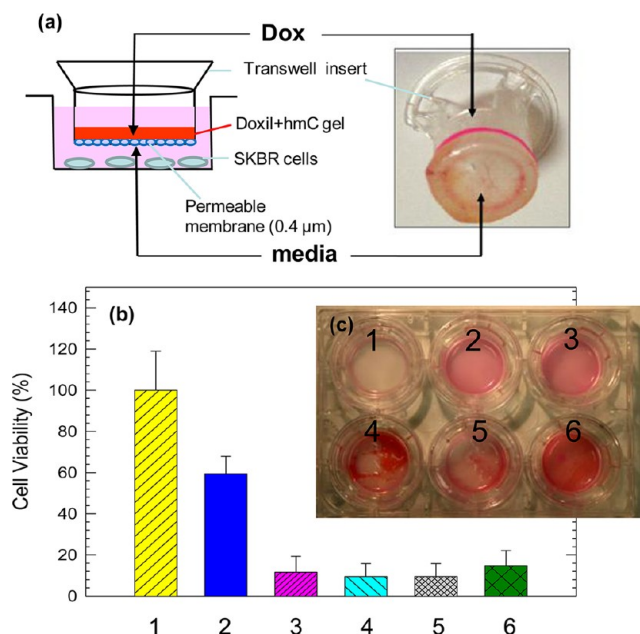 (a)
Dox
Transwell insert
Doxil+hmC gel
SKBR cells
Permeable
membrane (0.4 μm)
media
(b)
Cell Viability (%)
140
120
100
80
60
40
20
0
1 2 3 4 5 6
(c)
1 2 3
4 5 6